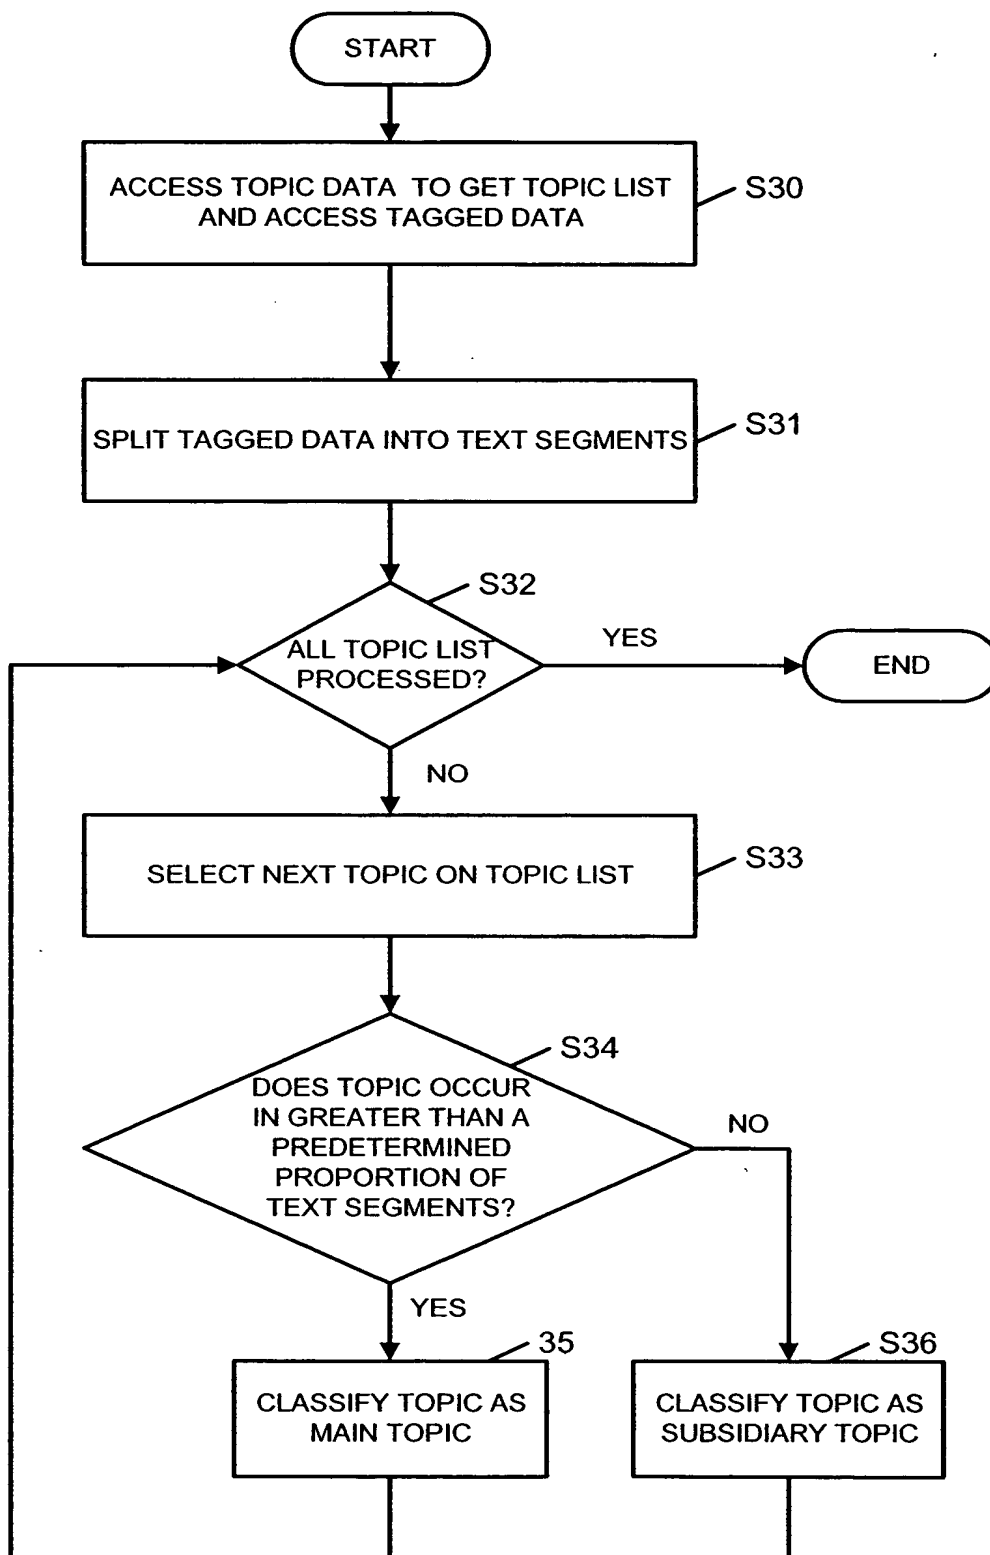 START
ACCESS TOPIC DATA TO GET TOPIC LIST
AND ACCESS TAGGED DATA
S30
SPLIT TAGGED DATA INTO TEXT SEGMENTS
S31
S32
ALL TOPIC LIST
PROCESSED?
YES
END
NO
SELECT NEXT TOPIC ON TOPIC LIST
S33
S34
DOES TOPIC OCCUR
IN GREATER THAN A
PREDETERMINED
PROPORTION OF
TEXT SEGMENTS?
NO
YES
35
CLASSIFY TOPIC AS
MAIN TOPIC
S36
CLASSIFY TOPIC AS
SUBSIDIARY TOPIC